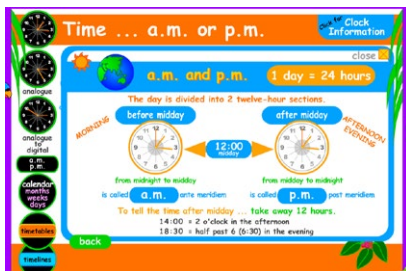 Time ... a.m. or p.m.
Click for Clock
Information
close
a.m. and p.m.
1 day = 24 hours
The day is divided into 2 twelve-hour sections.
MORNING
before midday
after midday
AFTERNOON
EVENING
12:00
midday
from midnight to midday
from midday to midnight
is called a.m. ante meridiem
is called p.m. post meridiem
To tell the time after midday ... take away 12 hours.
14:00 = 2 o'clock in the afternoon
18:30 = half past 6 (6:30) in the evening
back
analogue
analogue
to
digital
a.m.
p.m.
calendar
months
weeks
days
timetables
timelines